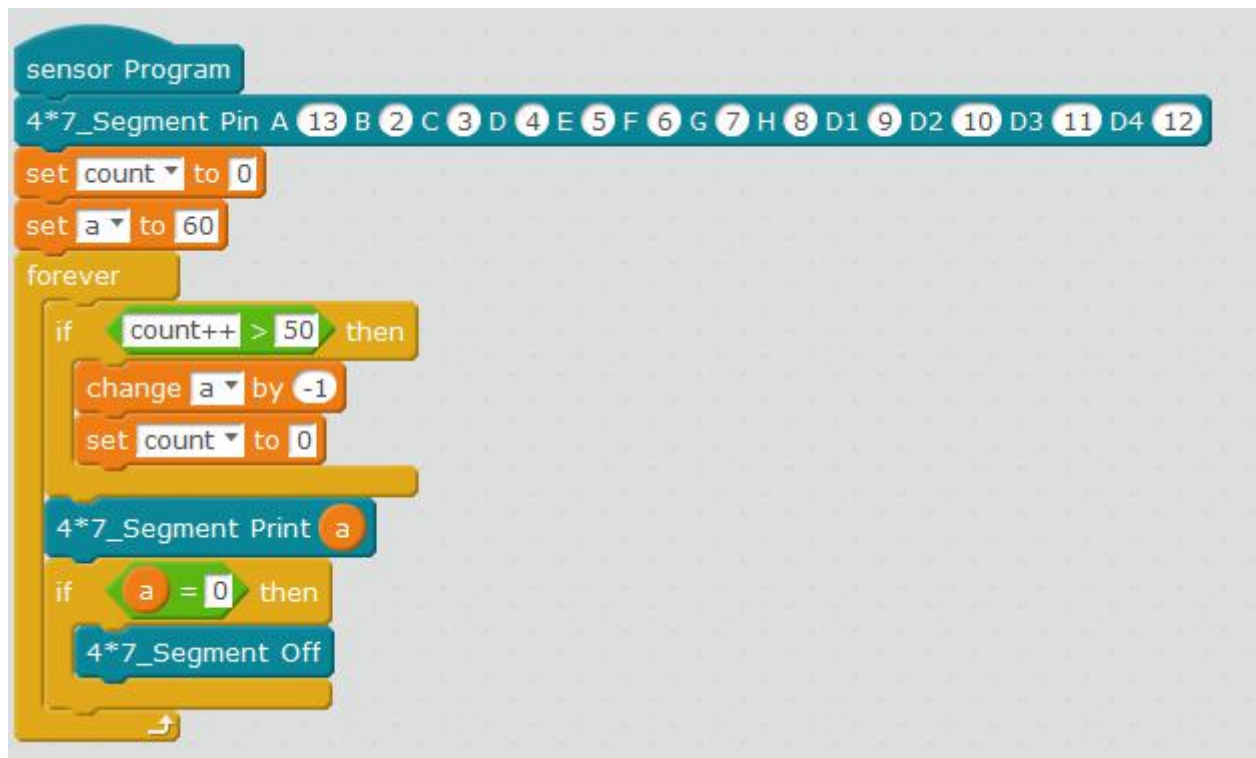 sensor Program
4*7_Segment Pin A 13 B 2 C 3 D 4 E 5 F 6 G 7 H 8 D1 9 D2 10 D3 11 D4 12
set count to 0
set a to 60
forever
if count++ > 50 then
change a by -1
set count to 0
4*7_Segment Print a
if a = 0 then
4*7_Segment Off